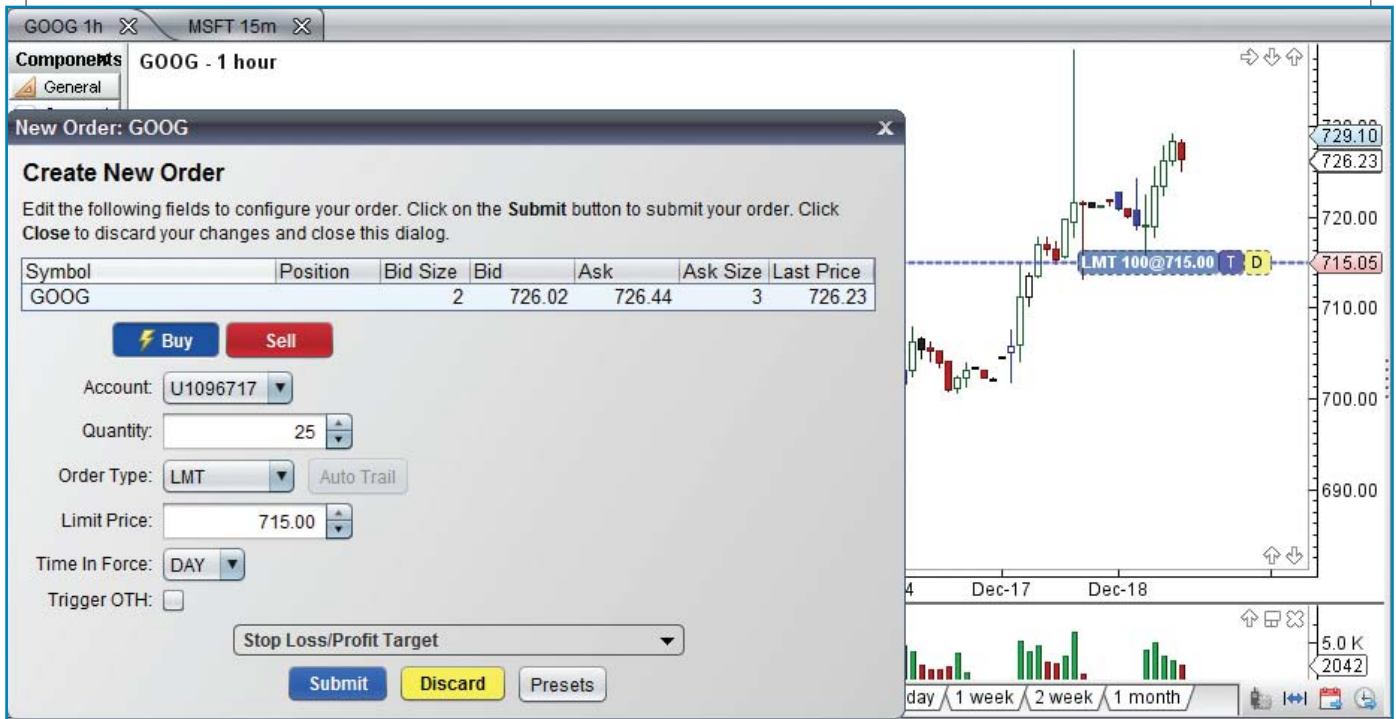 GOOG 1h
MSFT 15m
Components
GOOG - 1 hour
General
New Order: GOOG
X
Create New Order
Edit the following fields to configure your order. Click on the Submit button to submit your order. Click
Close to discard your changes and close this dialog.
Symbol Position Bid Size Bid Ask Ask Size Last Price
GOOG 2 726.02 726.44 3 726.23
Buy Sell
Account: U1096717
Quantity: 25
Order Type: LMT Auto Trail
Limit Price: 715.00
Time In Force: DAY
Trigger OTH:
Stop Loss/Profit Target
Submit Discard Presets
729.10
726.23
720.00
LMT 100@715.00 T D
715.05
710.00
700.00
690.00
4 Dec-17 Dec-18
5.0 K
2042
day 1 week 2 week 1 month